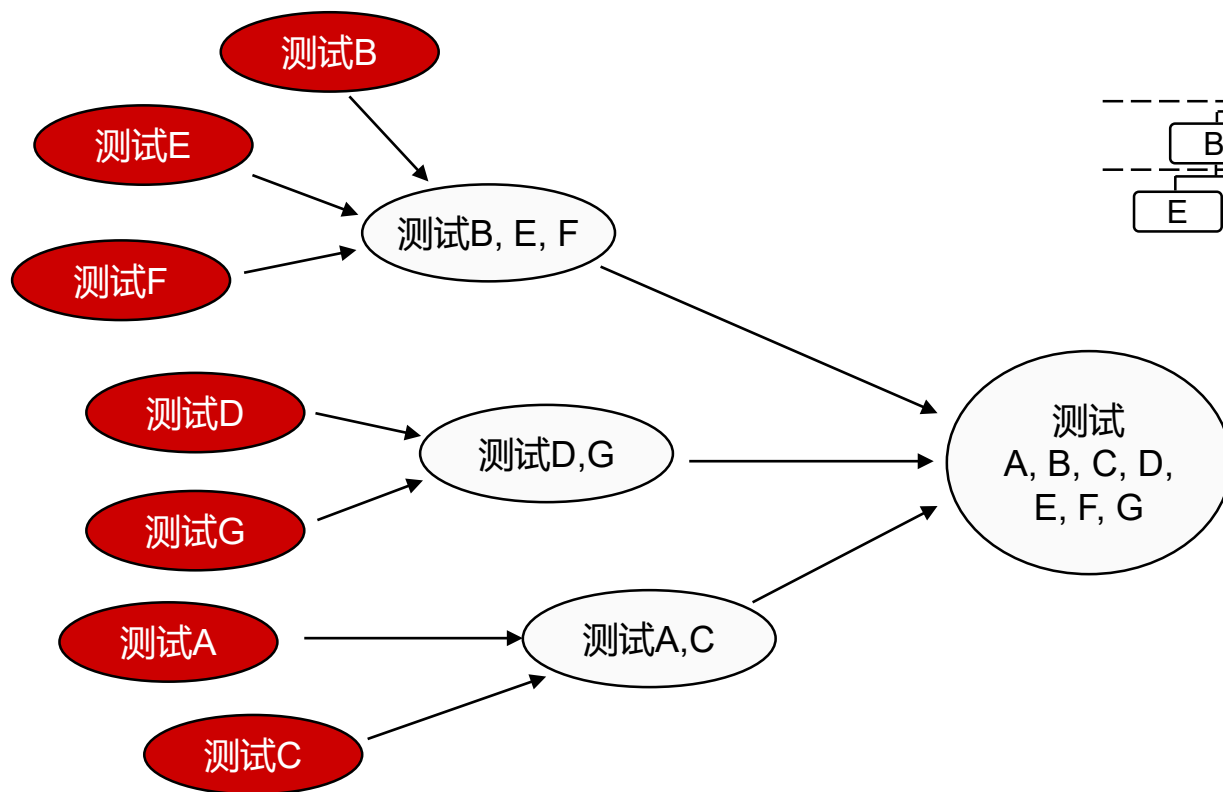 测试B
测试E
B
E
测试B, E, F
测试F
测试D
测试D,G
测试
A, B, C, D,
E, F, G
测试G
测试A
测试A,C
测试C